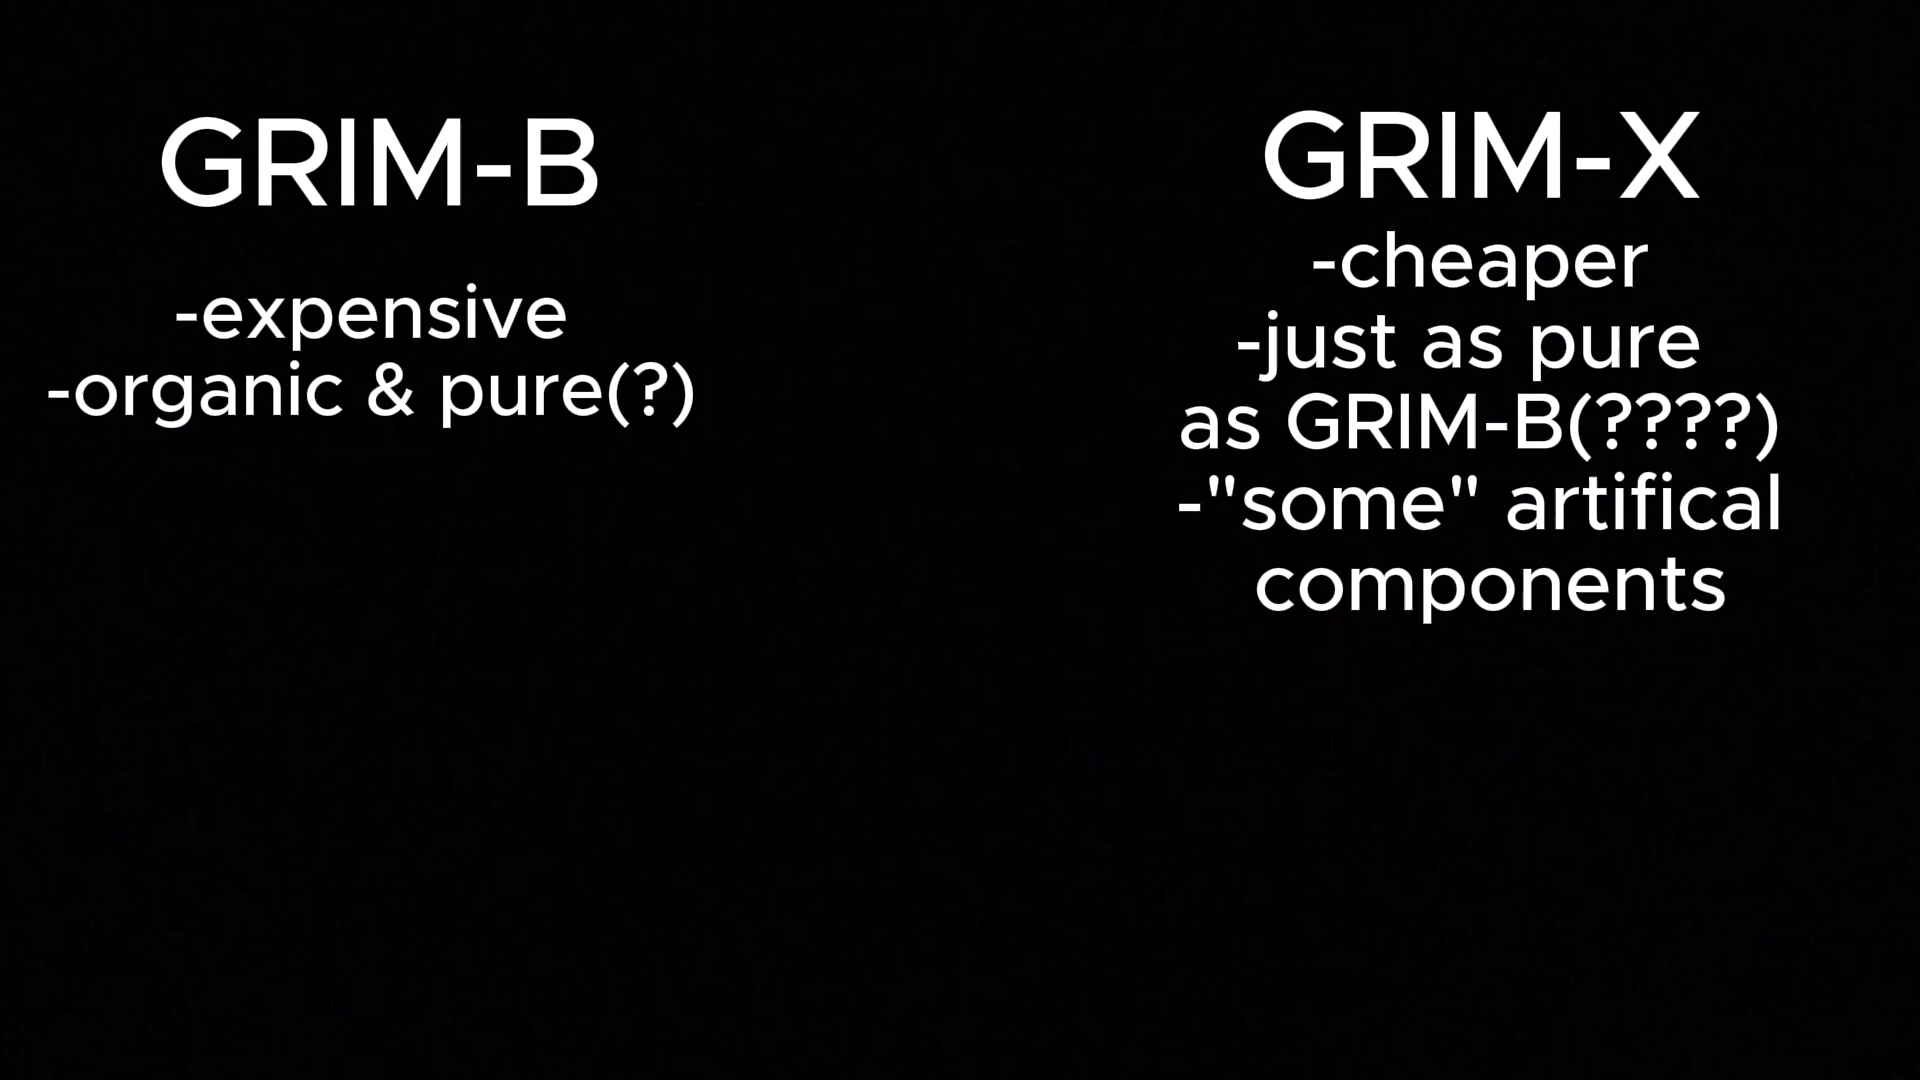 GRIM-B
-expensive
-organic & pure(?)
GRIM-X
-cheaper
-just as pure
as GRIM-B(????)
-"some" artifical
components